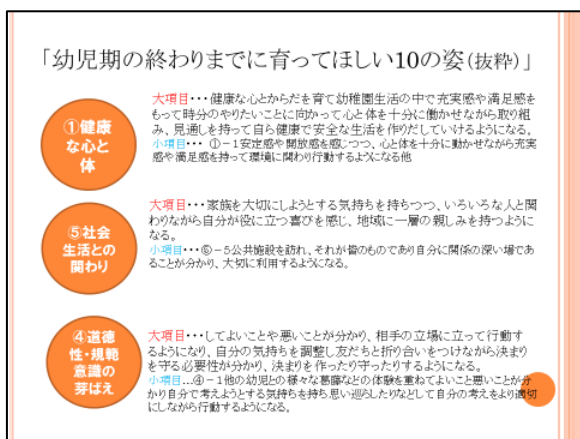 「幼児期の終わりまでに育ってほしい10の姿(抜粋)」
①健康
な心と
体
大項目・・・健康な心とからだを育て幼稚園生活の中で充実感や満足感を
もって時分のやりたいことに向かって心と体を十分に働かせながら取り組
み、見通しを持って自ら健康で安全な生活を作りだしていけるようになる。
小項目・・・ ①－1安定感や開放感を感じつつ、心と体を十分に動かせながら充実
感や満足感を持って環境に関わり行動するようになる他
⑤社会
生活との
関わり
大項目・・・家族を大切にしようとする気持ちを持ちつつ、いろいろな人と関
わりながら自分が役に立つ喜びを感じ、地域に一層の親しみを持つように
なる。
小項目・・・⑥－5公共施設を訪れ、それが皆のものであり自分に関係の深い場であ
ることが分かり、大切に利用するようになる。
④道徳
性・規範
意識の
芽ばえ
大項目・・・してよいことや悪いことが分かり、相手の立場に立って行動す
るようになり、自分の気持ちを調整し友だちと折り合いをつけながら決まり
を守る必要性が分かり、決まりを作ったり守ったりするようになる。
小項目…④－1他の幼児との様々な葛藤などの体験を重ねてよいこと悪いことが分
かり自分で考えようとする気持ちを持ち思い巡らしたりなどして自分の考えをより適切
にしながら行動するようになる。